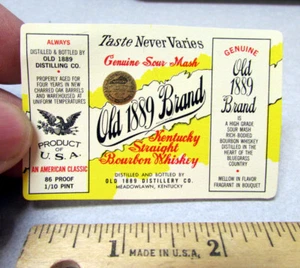 ALWAYS
DISTILLED & BOTTLED BY
OLD 1889
DISTILLING CO.
PROPERLY AGED FOR
FOUR YEARS IN NEW
CHARRED OAK BARRELS
AND WAREHOUSED AT
UNIFORM TEMPERATURES
PRODUCT
OF
U.S.A.
AN AMERICAN CLASSIC
86 PROOF
1/10 PINT
Taste Never Varies
Genuine Sour Mash
Old 1889 Brand
Kentucky
Straight
Bourbon Whiskey
DISTILLED AND BOTTLED BY
OLD 1889 DISTILLERY CO.
MEADOWLAWN, KENTUCKY
GENUINE
Old
1889
Brand
IS
A HIGH GRADE
SOUR MASH
RICH BODIED
BOURBON WHISKEY
DISTILLED IN THE
HEART OF THE
BLUEGRASS
COUNTRY
MELLOW IN FLAVOR
FRAGRANT IN BOUQUET
1 MADE IN U.S.A. 2